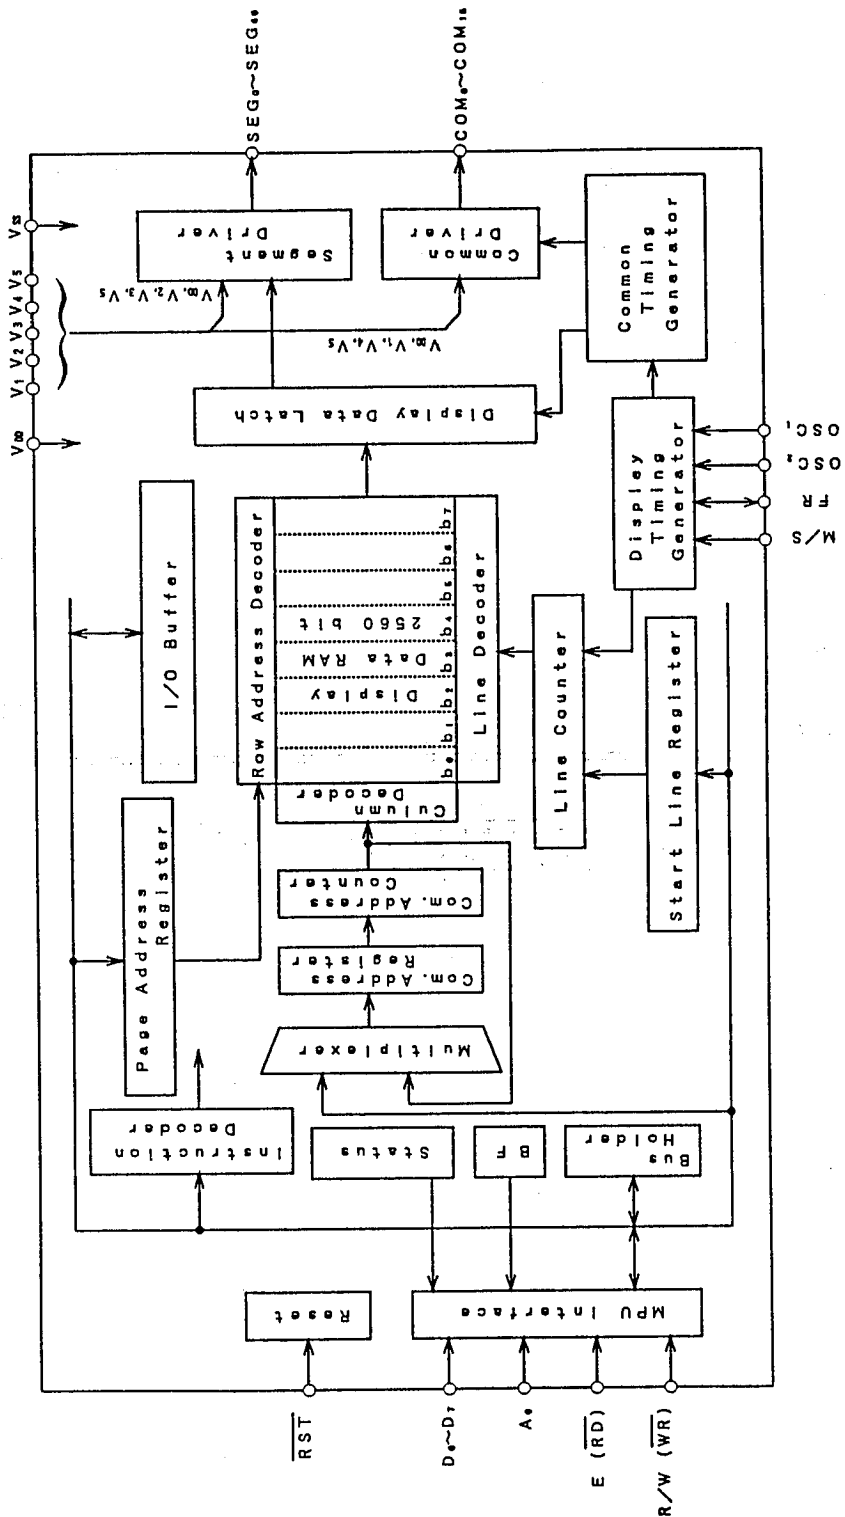 SEG₀~SEG₆₀
COM₀~COM₁₅
VSS
V5
V4
V3
V2
V1
VDD
Segment
Driver
Common
Driver
Common
Timing
Generator
VDD, V2, V3, V5
VDD, V1, V4, V5
Display Data Latch
Display
Timing
Generator
OSC₁
OSC₂
FR
M/S
I/O Buffer
Row Address Decoder
Display
Data RAM
2560 bit
b₀ b₁ b₂ b₃ b₄ b₅ b₆ b₇
Line Decoder
Culumn
Decoder
Line Counter
Start Line Register
Page Address
Register
Com. Address
Counter
Com. Address
Register
Multiplexer
Instruction
Decoder
Status
BF
Bus
Holder
Reset
MPU Interface
R̅S̅T̅
D₀~D₇
A₀
E (R̅D̅)
R/W (W̅R̅)